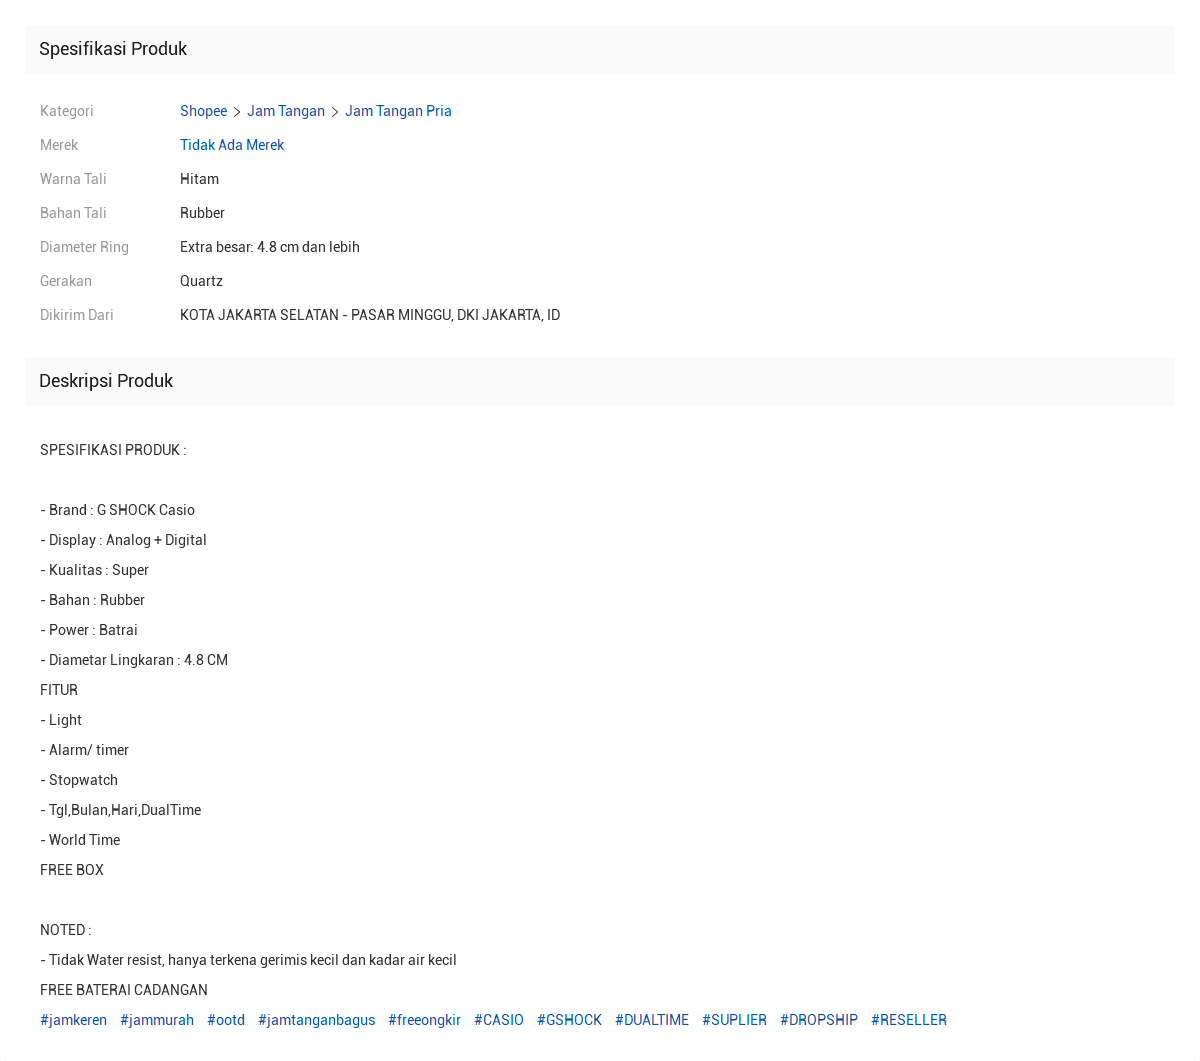 Spesifikasi Produk
Kategori Shopee > Jam Tangan > Jam Tangan Pria
Merek Tidak Ada Merek
Warna Tali Hitam
Bahan Tali Rubber
Diameter Ring Extra besar: 4.8 cm dan lebih
Gerakan Quartz
Dikirim Dari KOTA JAKARTA SELATAN - PASAR MINGGU, DKI JAKARTA, ID
Deskripsi Produk
SPESIFIKASI PRODUK :
- Brand : G SHOCK Casio
- Display : Analog + Digital
- Kualitas : Super
- Bahan : Rubber
- Power : Batrai
- Diametar Lingkaran : 4.8 CM
FITUR
- Light
- Alarm/ timer
- Stopwatch
- Tgl,Bulan,Hari,DualTime
- World Time
FREE BOX
NOTED :
- Tidak Water resist, hanya terkena gerimis kecil dan kadar air kecil
FREE BATERAI CADANGAN
#jamkeren #jammurah #ootd #jamtanganbagus #freeongkir #CASIO #GSHOCK #DUALTIME #SUPLIER #DROPSHIP #RESELLER